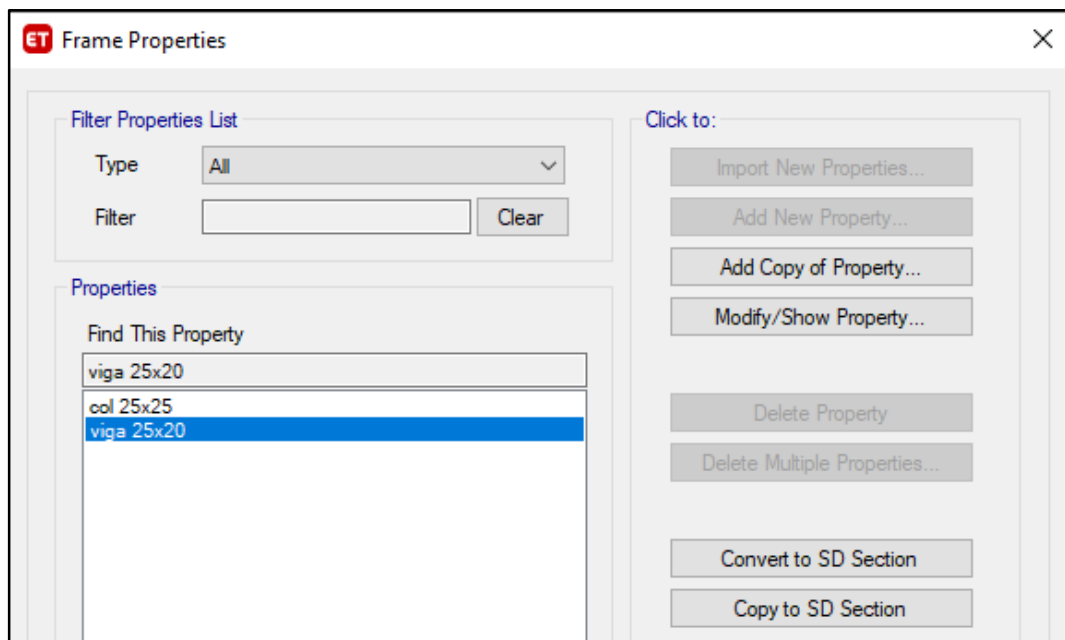 ET Frame Properties
Filter Properties List
Type All
Filter Clear
Properties
Find This Property
viga 25x20
col 25x25
viga 25x20
Click to:
Import New Properties...
Add New Property...
Add Copy of Property...
Modify/Show Property...
Delete Property
Delete Multiple Properties...
Convert to SD Section
Copy to SD Section